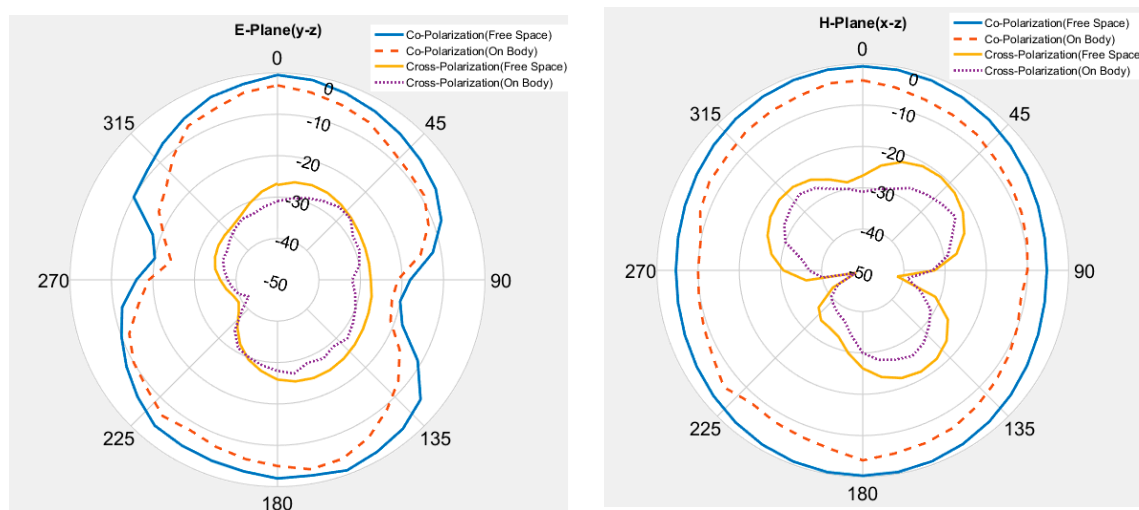 E-Plane(y-z)
Co-Polarization(Free Space)
Co-Polarization(On Body)
Cross-Polarization(Free Space)
Cross-Polarization(On Body)
0
45
90
135
180
225
270
315
0
-10
-20
-30
-40
-50
H-Plane(x-z)
Co-Polarization(Free Space)
Co-Polarization(On Body)
Cross-Polarization(Free Space)
Cross-Polarization(On Body)
0
45
90
135
180
225
270
315
0
-10
-20
-30
-40
-50